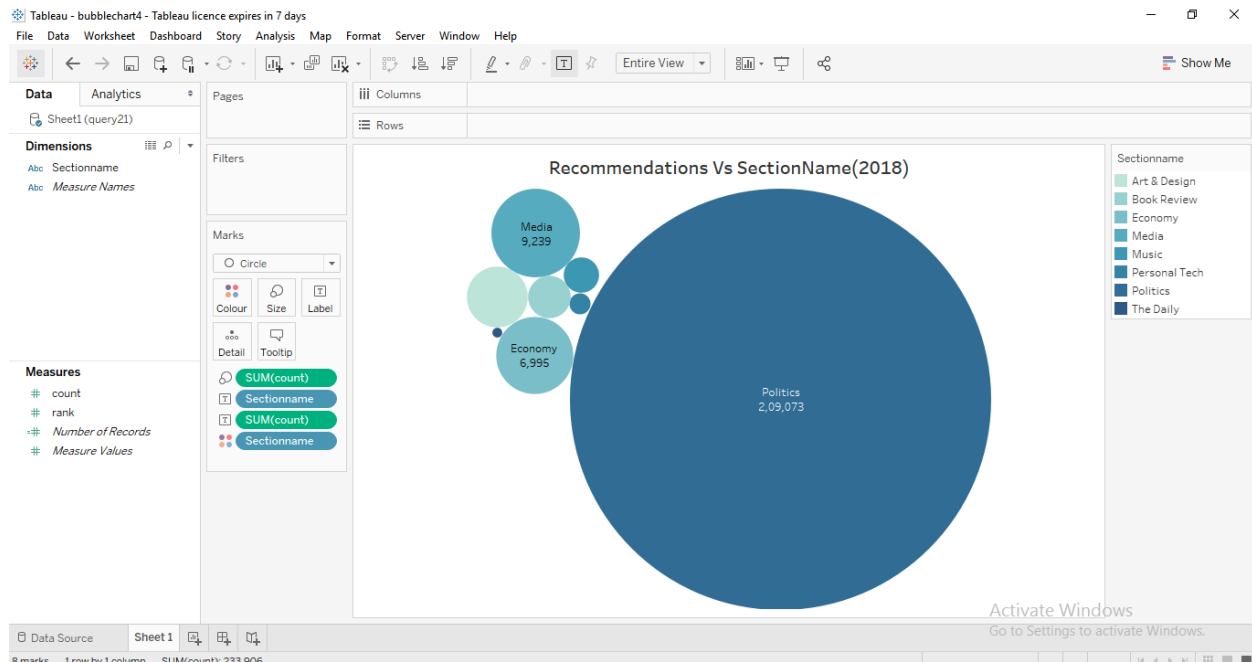 Tableau - bubblechart4 - Tableau licence expires in 7 days
File Data Worksheet Dashboard Story Analysis Map Format Server Window Help
Entire View
Show Me
Data Analytics
Sheet1 (query21)
Dimensions
Abc Sectionname
Abc Measure Names
Measures
count
rank
Number of Records
Measure Values
Pages
Filters
Marks
Circle
Colour Size Label
Detail Tooltip
SUM(count)
Sectionname
SUM(count)
Sectionname
Columns
Rows
Recommendations Vs SectionName(2018)
Media
9,239
Economy
6,995
Politics
2,09,073
Sectionname
Art & Design
Book Review
Economy
Media
Music
Personal Tech
Politics
The Daily
Activate Windows
Go to Settings to activate Windows.
Data Source Sheet 1
8 marks 1 row by 1 column SUM(count): 233,906